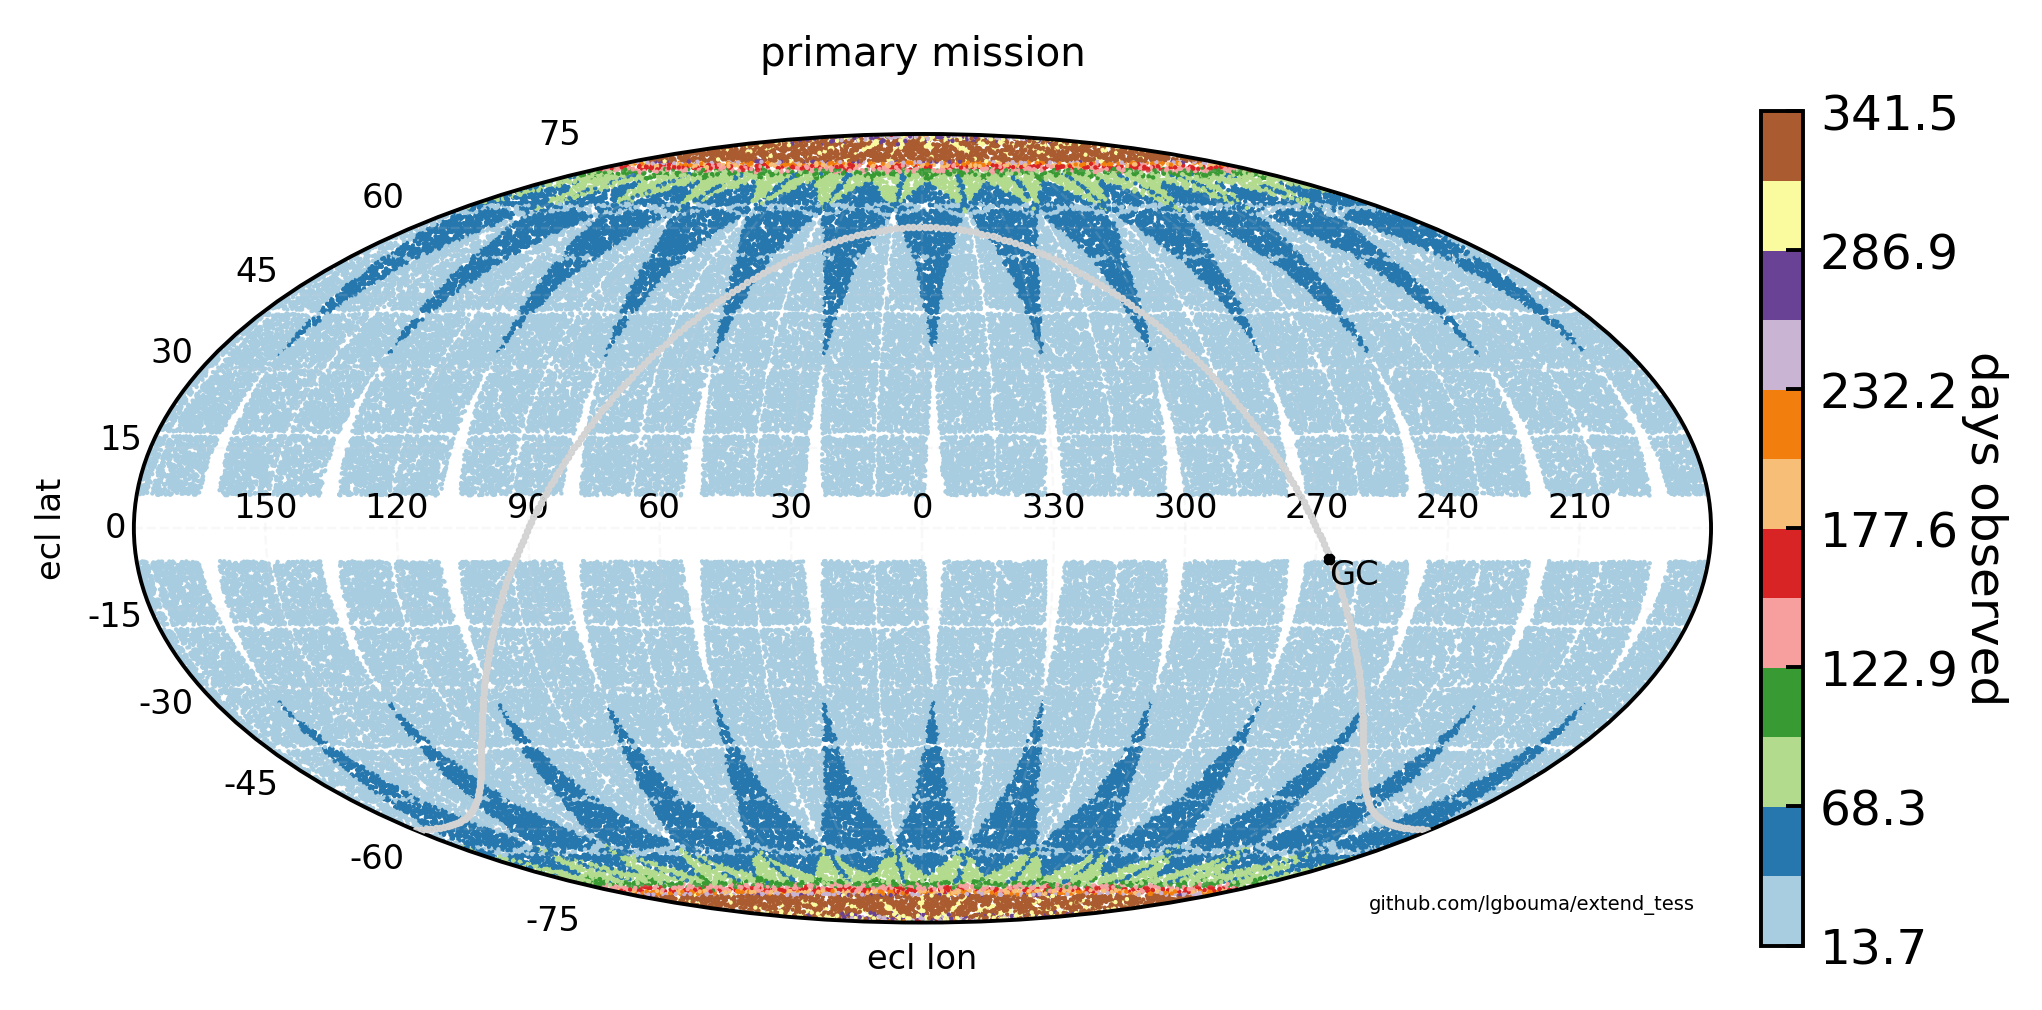 primary mission
75
60
45
30
15
0
-15
-30
-45
-60
-75
ecl lat
150 120 90 60 30 0 330 300 270 240 210
GC
github.com/lgbouma/extend_tess
ecl lon
341.5
286.9
232.2
177.6
122.9
68.3
13.7
days observed